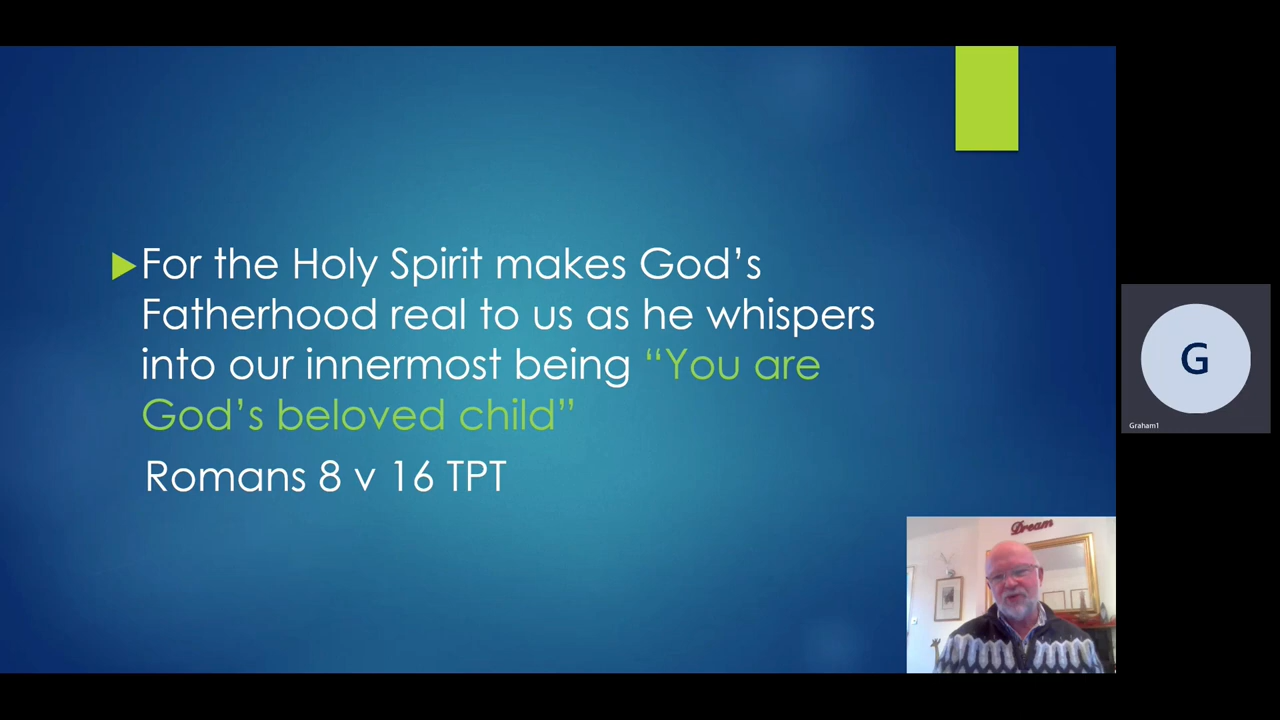 For the Holy Spirit makes God’s
Fatherhood real to us as he whispers
into our innermost being “You are
God’s beloved child”
Romans 8 v 16 TPT
Dream
G
Graham1